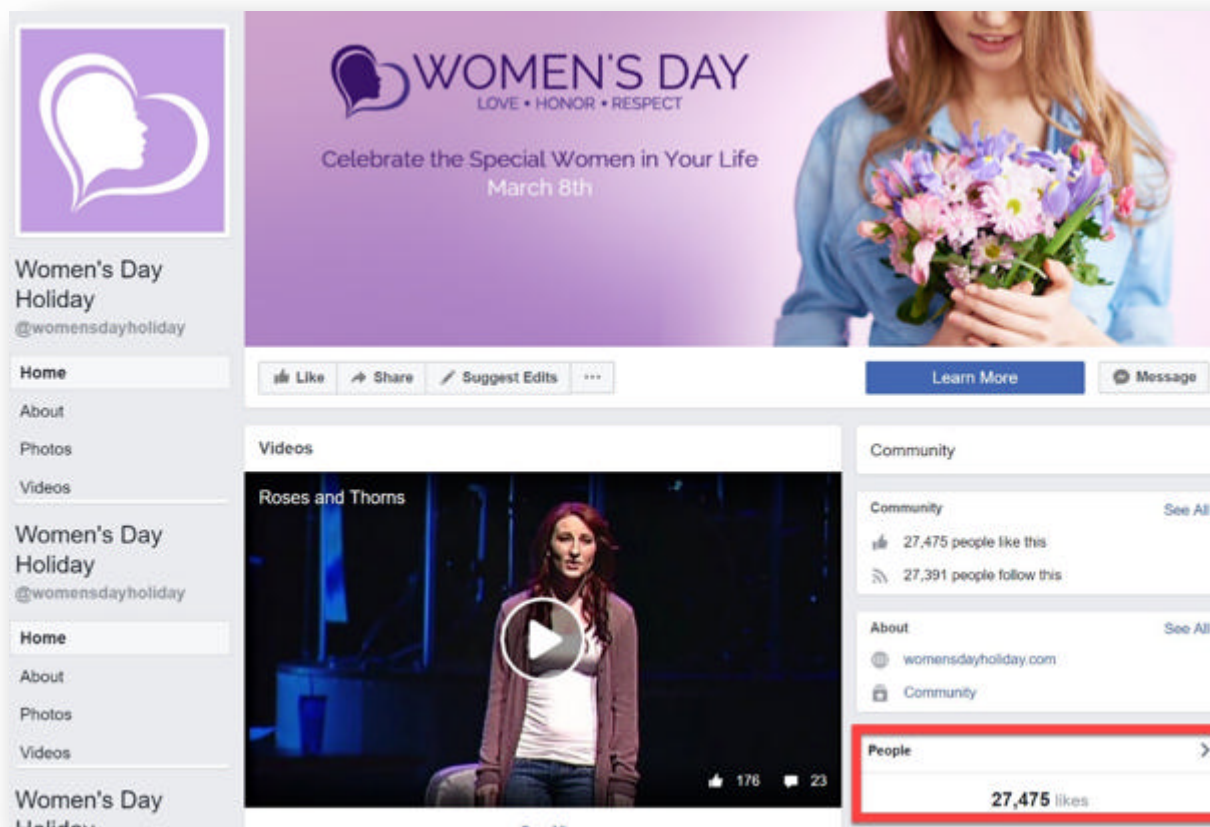 WOMEN'S DAY
LOVE • HONOR • RESPECT
Celebrate the Special Women in Your Life
March 8th
Women's Day
Holiday
@womensdayholiday
Home
About
Photos
Videos
Like
Share
Suggest Edits
...
Learn More
Message
Videos
Roses and Thorns
176
23
Community
Community
See All
27,475 people like this
27,391 people follow this
About
See All
womensdayholiday.com
Community
People
27,475 likes
Women's Day
Holiday
@womensdayholiday
Home
About
Photos
Videos
Women's Day